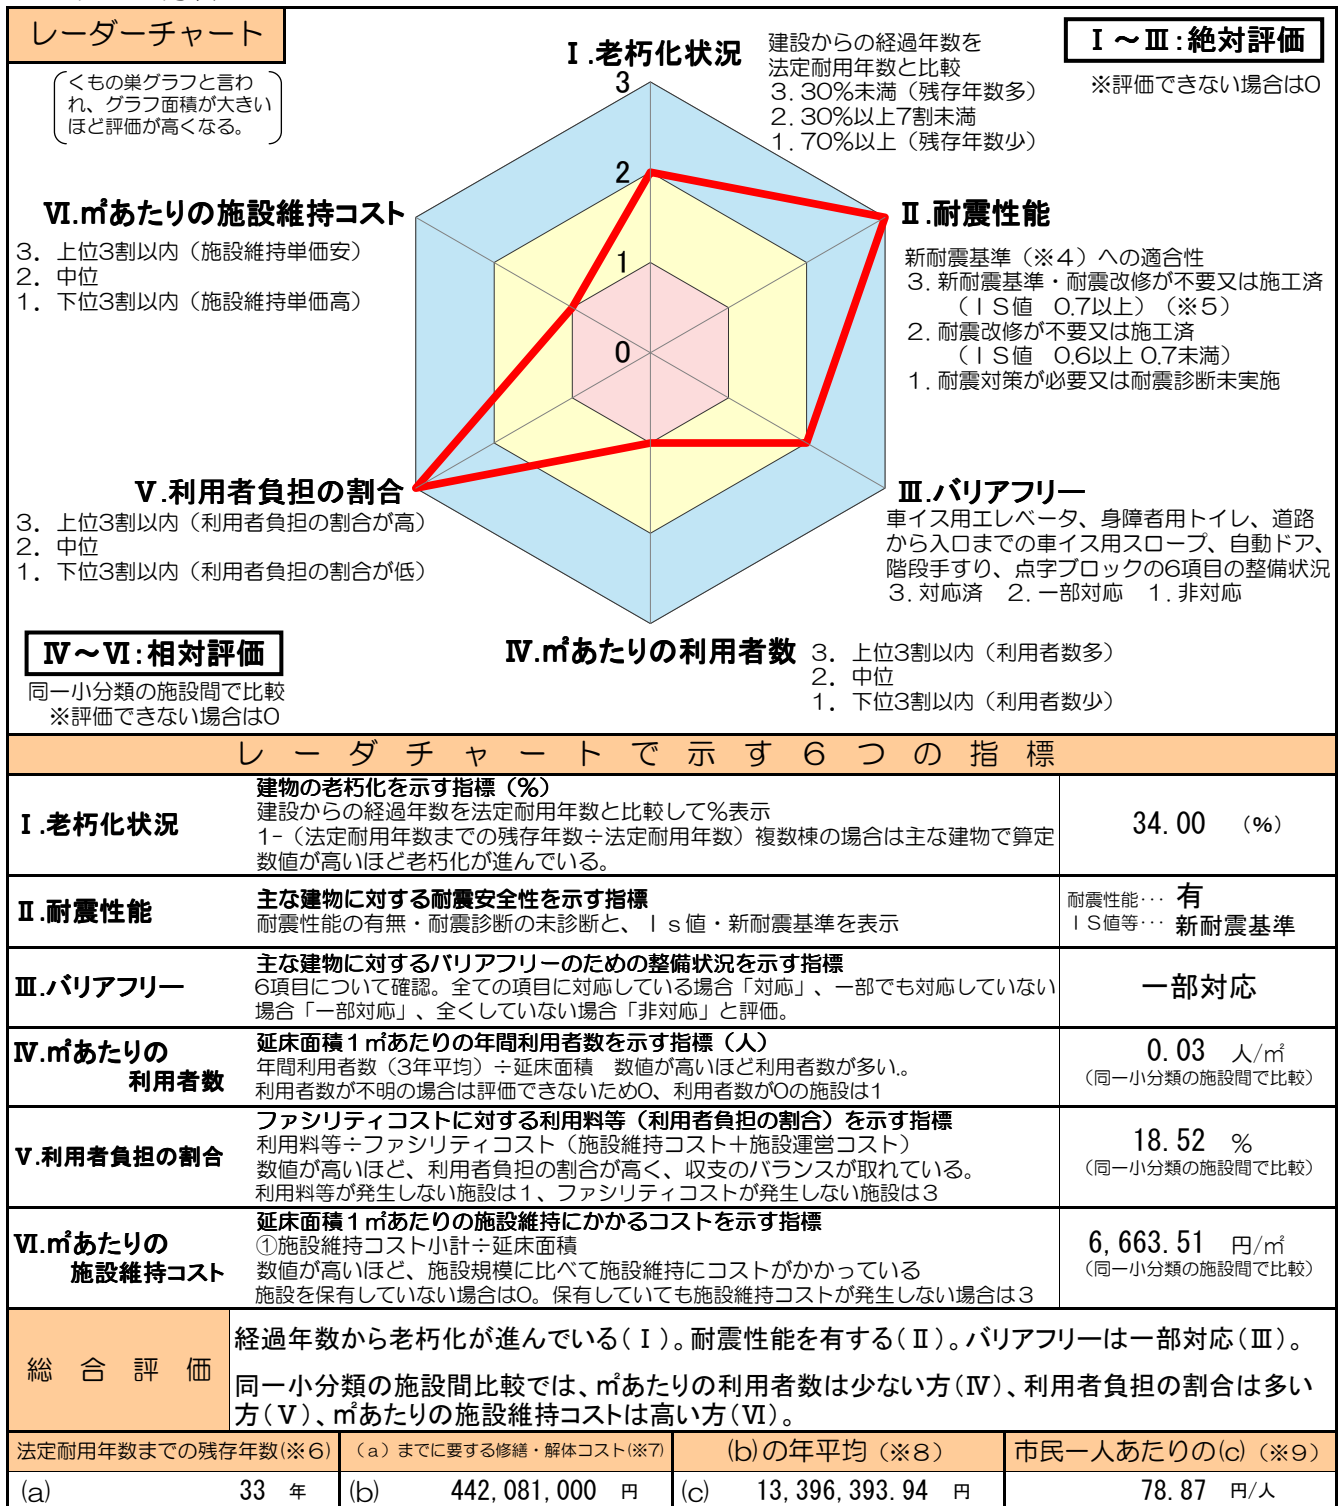 レーダーチャート
くもの巣グラフと言わ
れ、グラフ面積が大きい
ほど評価が高くなる。
Ⅰ.老朽化状況
建設からの経過年数を
法定耐用年数と比較
3.30%未満（残存年数多）
2.30%以上7割未満
1.70%以上（残存年数少）
Ⅰ～Ⅲ:絶対評価
※評価できない場合は0
3
2
1
0
Ⅵ.㎡あたりの施設維持コスト
3. 上位3割以内（施設維持単価安）
2. 中位
1. 下位3割以内（施設維持単価高）
Ⅱ.耐震性能
新耐震基準（※4）への適合性
3.新耐震基準・耐震改修が不要又は施工済
（ＩＳ値 0.7以上）（※5）
2.耐震改修が不要又は施工済
（ＩＳ値 0.6以上 0.7未満）
1.耐震対策が必要又は耐震診断未実施
Ⅴ.利用者負担の割合
3. 上位3割以内（利用者負担の割合が高）
2. 中位
1. 下位3割以内（利用者負担の割合が低）
Ⅲ.バリアフリー
車イス用エレベータ、身障者用トイレ、道路
から入口までの車イス用スロープ、自動ドア、
階段手すり、点字ブロックの6項目の整備状況
3.対応済 2.一部対応 1.非対応
Ⅳ～Ⅵ:相対評価
同一小分類の施設間で比較
※評価できない場合は0
Ⅳ.㎡あたりの利用者数
3. 上位3割以内（利用者数多）
2. 中位
1. 下位3割以内（利用者数少）
レーダチャートで示す6つの指標
Ⅰ.老朽化状況
建物の老朽化を示す指標（%）
建設からの経過年数を法定耐用年数と比較して%表示
1-（法定耐用年数までの残存年数÷法定耐用年数）複数棟の場合は主な建物で算定
数値が高いほど老朽化が進んでいる。
34.00 （%）
Ⅱ.耐震性能
主な建物に対する耐震安全性を示す指標
耐震性能の有無・耐震診断の未診断と、Ｉｓ値・新耐震基準を表示
耐震性能… 有
ＩＳ値等… 新耐震基準
Ⅲ.バリアフリー
主な建物に対するバリアフリーのための整備状況を示す指標
6項目について確認。全ての項目に対応している場合「対応」、一部でも対応していない
場合「一部対応」、全くしていない場合「非対応」と評価。
一部対応
Ⅳ.㎡あたりの
利用者数
延床面積１㎡あたりの年間利用者数を示す指標（人）
年間利用者数（3年平均）÷延床面積 数値が高いほど利用者数が多い。
利用者数が不明の場合は評価できないため0、利用者数が0の施設は1
0.03 人/㎡
（同一小分類の施設間で比較）
Ⅴ.利用者負担の割合
ファシリティコストに対する利用料等（利用者負担の割合）を示す指標
利用料等÷ファシリティコスト（施設維持コスト＋施設運営コスト）
数値が高いほど、利用者負担の割合が高く、収支のバランスが取れている。
利用料等が発生しない施設は１、ファシリティコストが発生しない施設は３
18.52 %
（同一小分類の施設間で比較）
Ⅵ.㎡あたりの
施設維持コスト
延床面積１㎡あたりの施設維持にかかるコストを示す指標
①施設維持コスト小計÷延床面積
数値が高いほど、施設規模に比べて施設維持にコストがかかっている
施設を保有していない場合は0。保有していても施設維持コストが発生しない場合は３
6,663.51 円/㎡
（同一小分類の施設間で比較）
総合評価
経過年数から老朽化が進んでいる(Ⅰ)。耐震性能を有する(Ⅱ)。バリアフリーは一部対応(Ⅲ)。
同一小分類の施設間比較では、㎡あたりの利用者数は少ない方(Ⅳ)、利用者負担の割合は多い
方(Ⅴ)、㎡あたりの施設維持コストは高い方(Ⅵ)。
法定耐用年数までの残存年数(※6)
（a）までに要する修繕・解体コスト(※7)
(b)の年平均（※8）
市民一人あたりの(c)（※9）
(a) 33 年
(b) 442,081,000 円
(c) 13,396,393.94 円
78.87 円/人